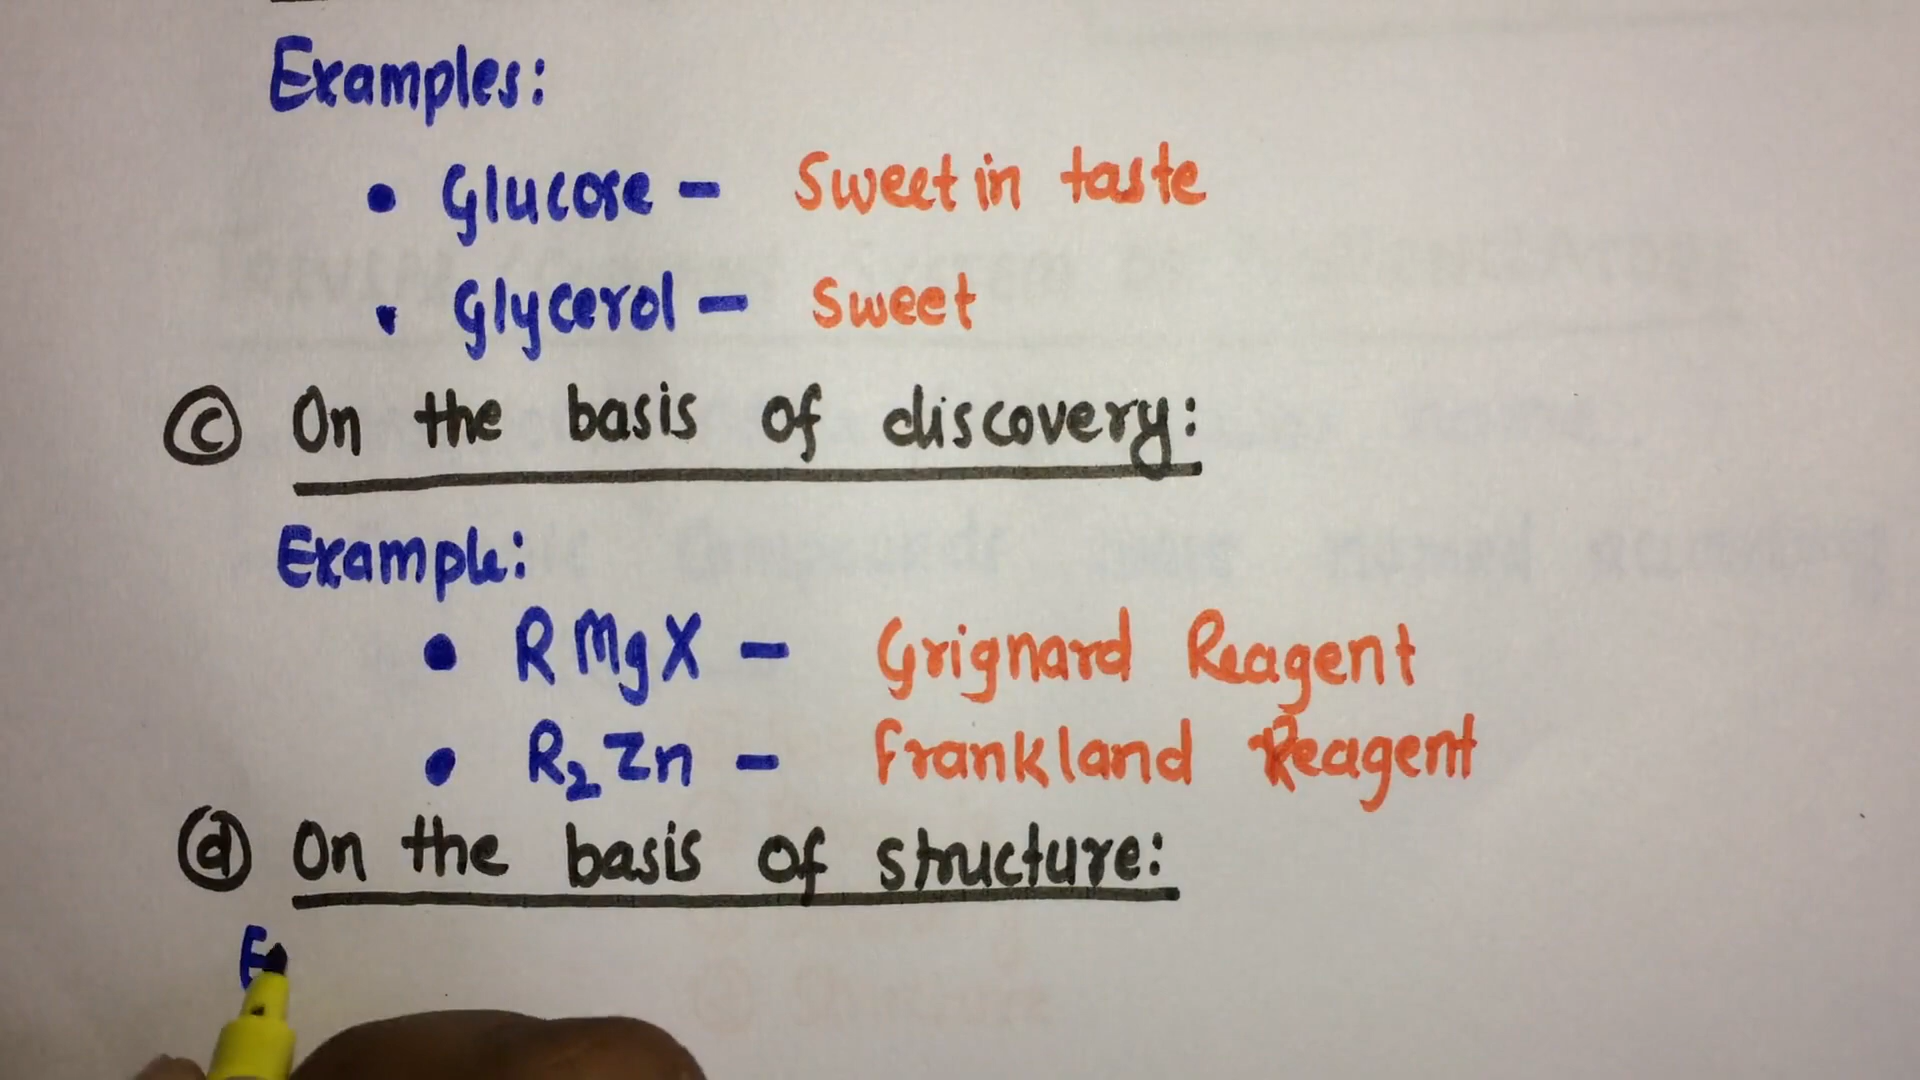 Examples:
• Glucose - Sweet in taste
• Glycerol - Sweet
(c) On the basis of discovery:
Example:
• RMgX - Grignard Reagent
• R₂Zn - Frankland Reagent
(d) On the basis of structure:
E